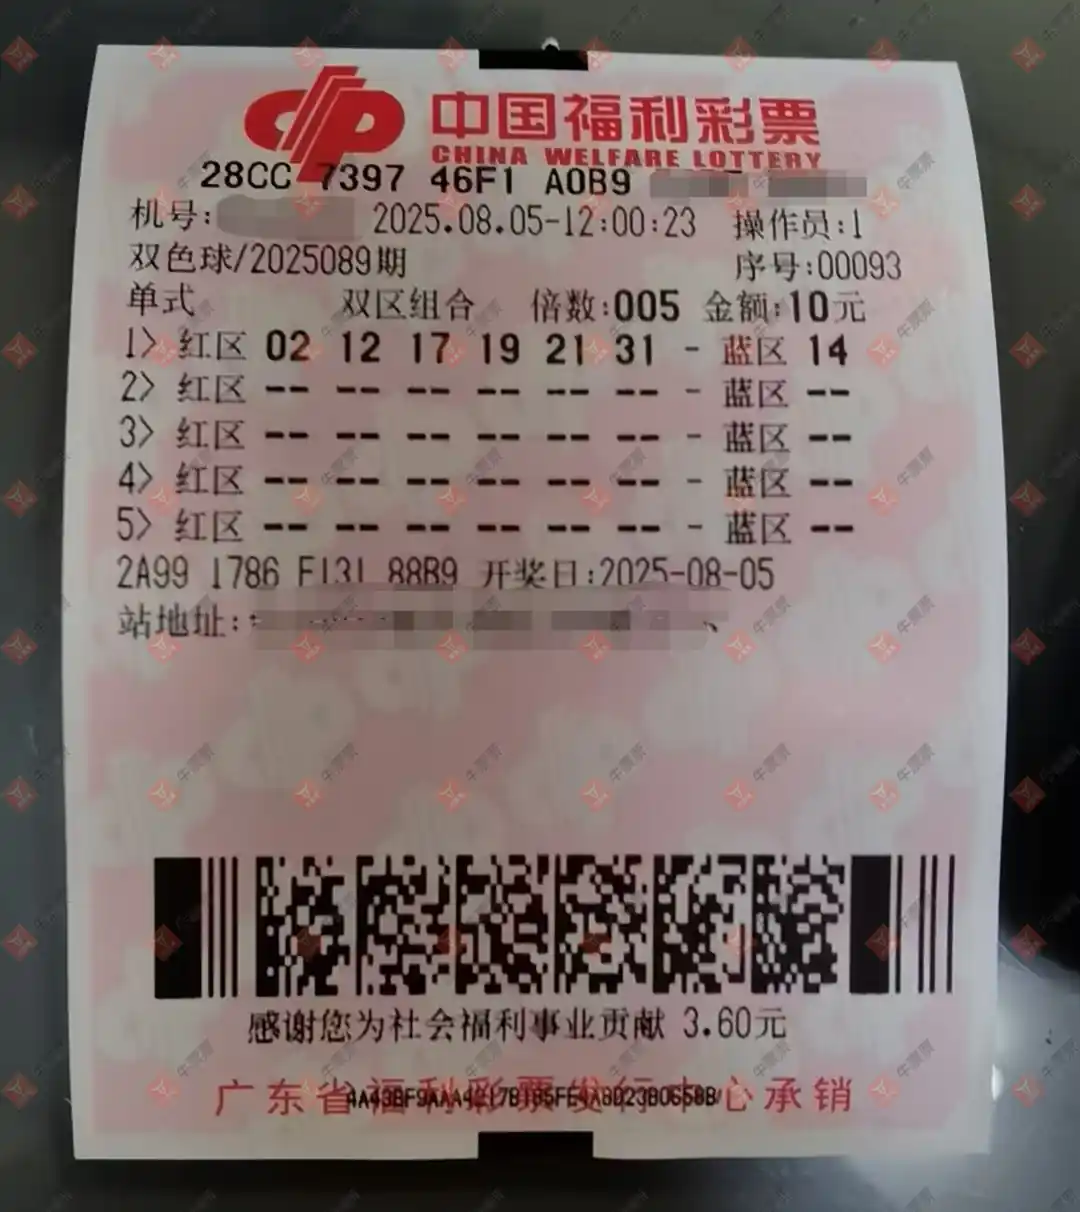 中国福利彩票
CHINA WELFARE LOTTERY
28CC 7397 46F1 A0B9
机号: 2025.08.05-12:00:23 操作员:1
双色球/2025089期 序号:00093
单式 双区组合 倍数:005 金额:10元
1> 红区 02 12 17 19 21 31 - 蓝区 14
2> 红区 -- -- -- -- -- -- - 蓝区 --
3> 红区 -- -- -- -- -- -- - 蓝区 --
4> 红区 -- -- -- -- -- -- - 蓝区 --
5> 红区 -- -- -- -- -- -- - 蓝区 --
2A99 1786 F131 88B9 开奖日:2025-08-05
站地址:
感谢您为社会福利事业贡献 3.60元
广东省福利彩票发行中心承销